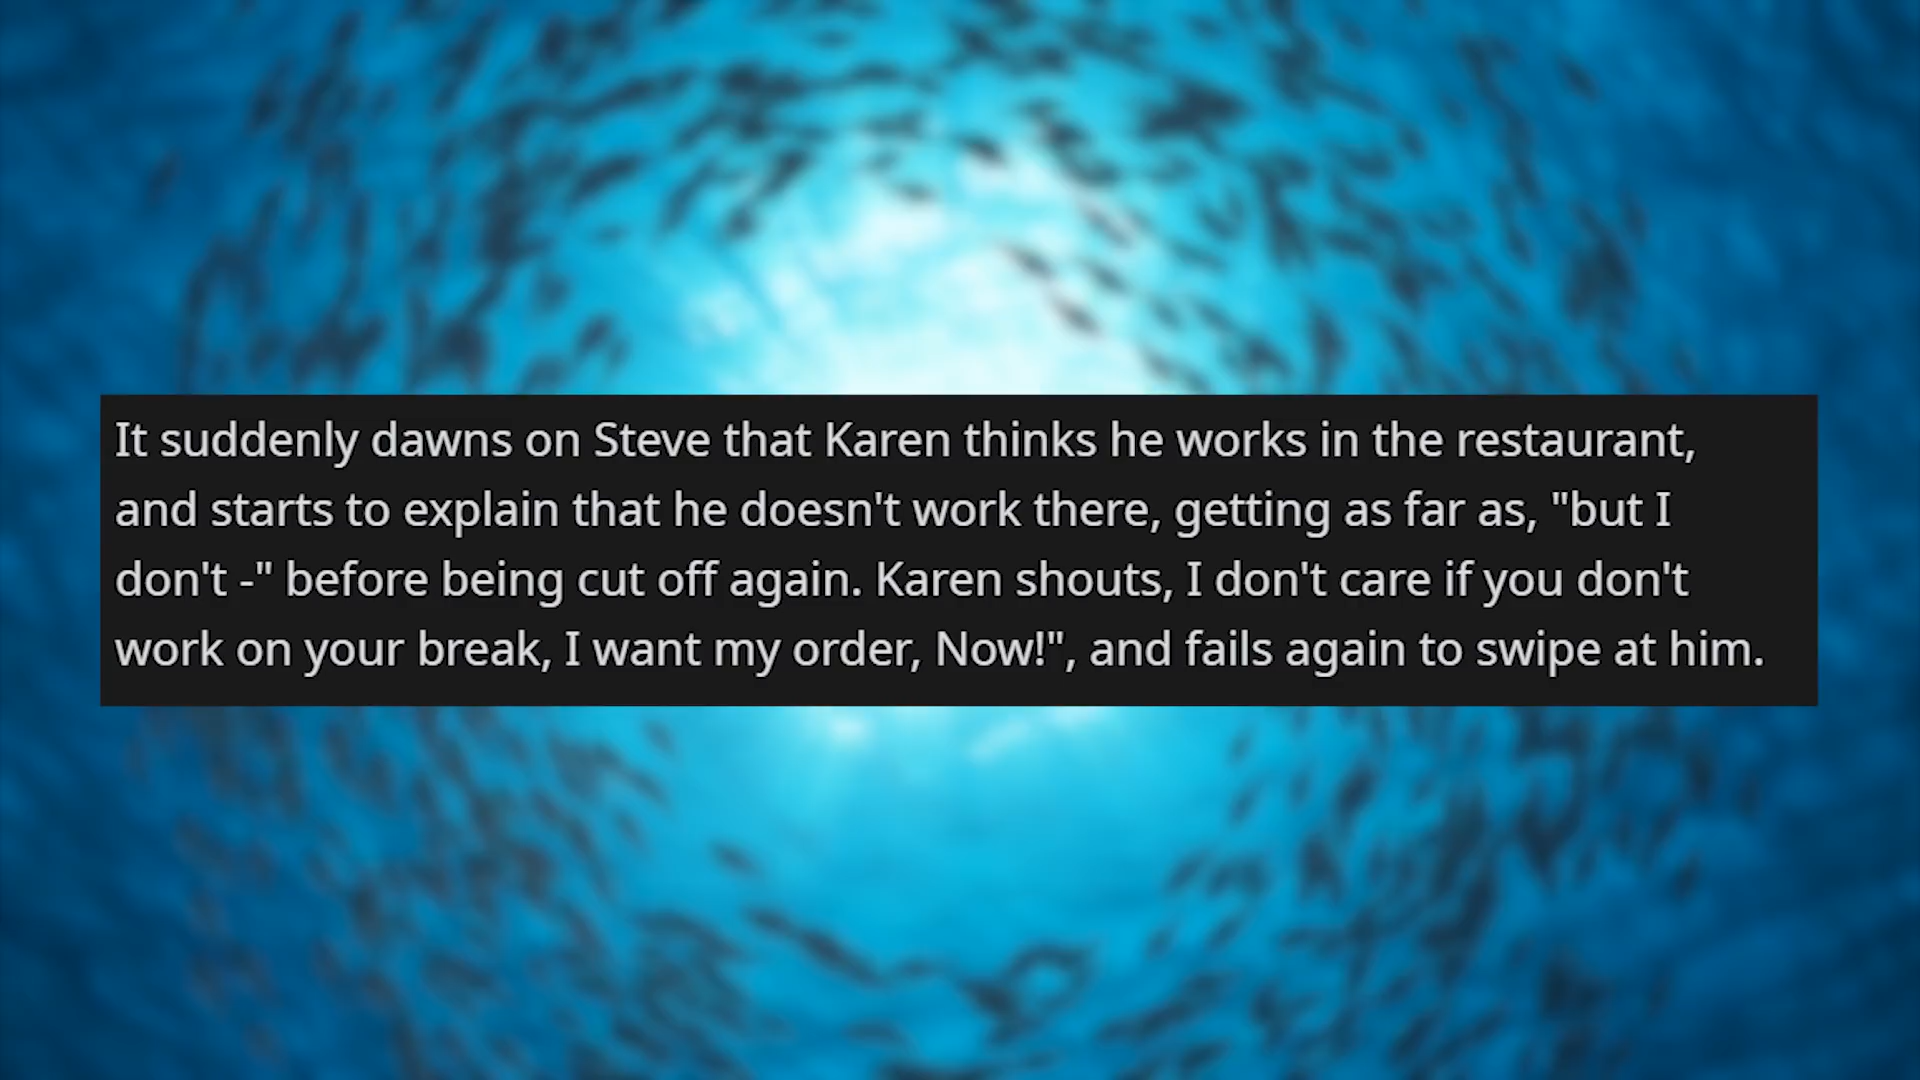 It suddenly dawns on Steve that Karen thinks he works in the restaurant,
and starts to explain that he doesn't work there, getting as far as, "but I
don't -" before being cut off again. Karen shouts, I don't care if you don't
work on your break, I want my order, Now!", and fails again to swipe at him.